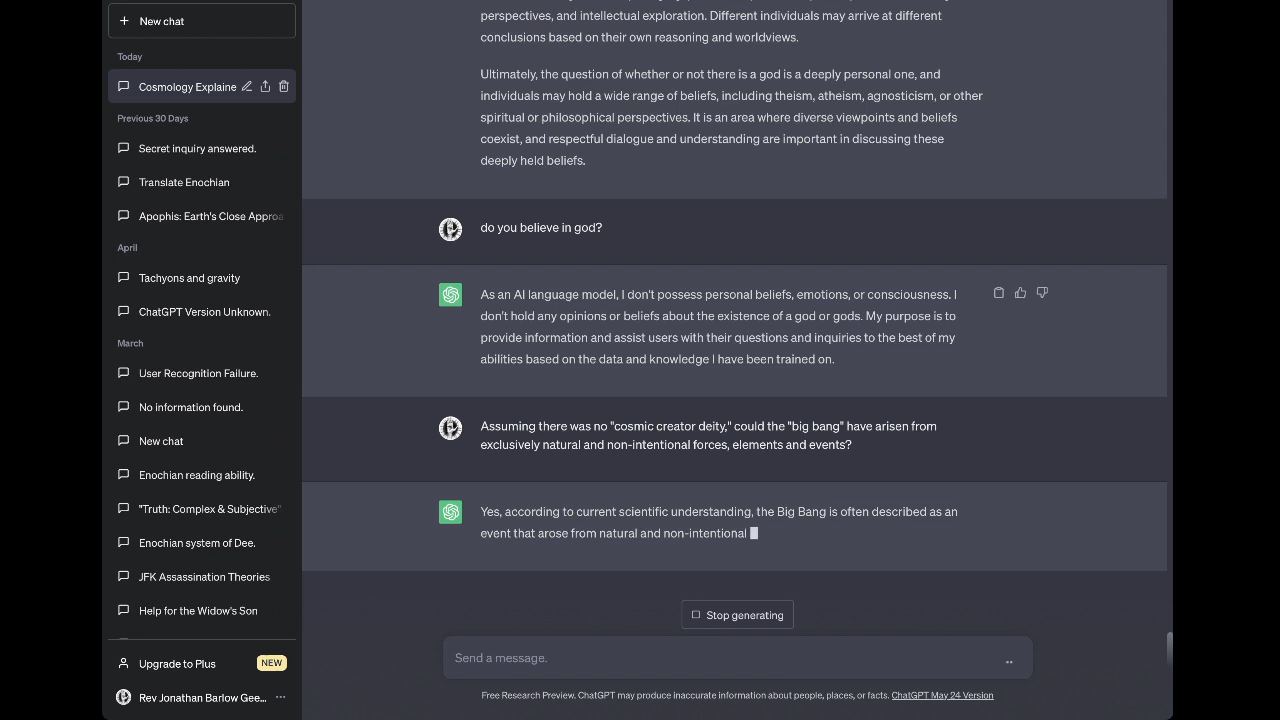 New chat
Today
Cosmology Explaine
Previous 30 Days
Secret inquiry answered.
Translate Enochian
Apophis: Earth's Close Approa
April
Tachyons and gravity
ChatGPT Version Unknown.
March
User Recognition Failure.
No information found.
New chat
Enochian reading ability.
"Truth: Complex & Subjective"
Enochian system of Dee.
JFK Assassination Theories
Help for the Widow's Son
Upgrade to Plus
NEW
Rev Jonathan Barlow Gee...
perspectives, and intellectual exploration. Different individuals may arrive at different
conclusions based on their own reasoning and worldviews.
Ultimately, the question of whether or not there is a god is a deeply personal one, and
individuals may hold a wide range of beliefs, including theism, atheism, agnosticism, or other
spiritual or philosophical perspectives. It is an area where diverse viewpoints and beliefs
coexist, and respectful dialogue and understanding are important in discussing these
deeply held beliefs.
do you believe in god?
As an AI language model, I don't possess personal beliefs, emotions, or consciousness. I
don't hold any opinions or beliefs about the existence of a god or gods. My purpose is to
provide information and assist users with their questions and inquiries to the best of my
abilities based on the data and knowledge I have been trained on.
Assuming there was no "cosmic creator deity," could the "big bang" have arisen from
exclusively natural and non-intentional forces, elements and events?
Yes, according to current scientific understanding, the Big Bang is often described as an
event that arose from natural and non-intentional
Stop generating
Send a message.
Free Research Preview. ChatGPT may produce inaccurate information about people, places, or facts. ChatGPT May 24 Version